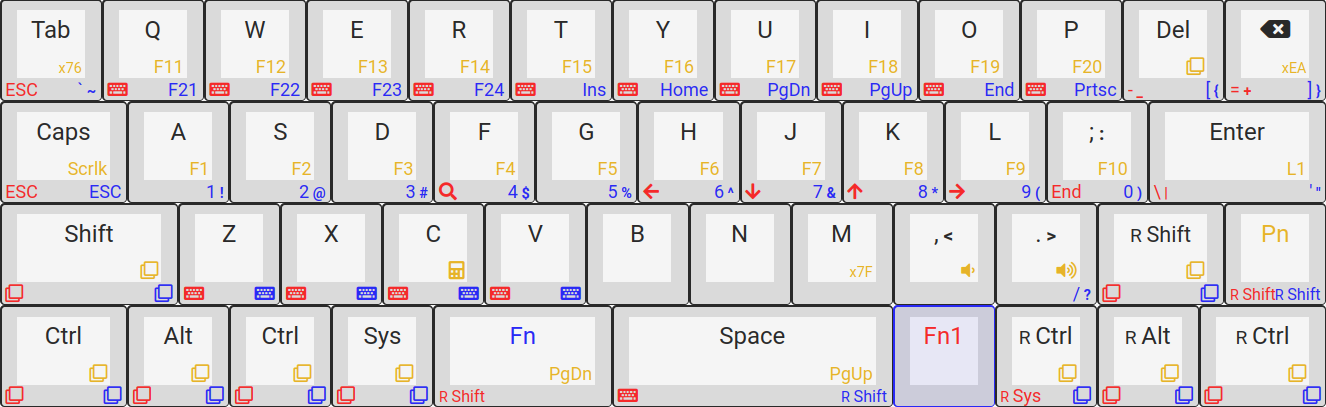 Tab Q W E R T Y U I O P Del
x76 F11 F12 F13 F14 F15 F16 F17 F18 F19 F20 xEA
ESC ` ~ F21 F22 F23 F24 Ins Home PgDn PgUp End Prtsc - _ [ { = + ] }
Caps A S D F G H J K L ; : Enter
Scrlk F1 F2 F3 F4 F5 F6 F7 F8 F9 F10 L1
ESC ESC 1 ! 2 @ 3 # 4 $ 5 % 6 ^ 7 & 8 * 9 ( End 0 ) \ | ' "
Shift Z X C V B N M , < . > R Shift Pn
x7F
/ ? R Shift R Shift
Ctrl Alt Ctrl Sys Fn Space Fn1 R Ctrl R Alt R Ctrl
PgDn PgUp
R Shift R Shift R Sys